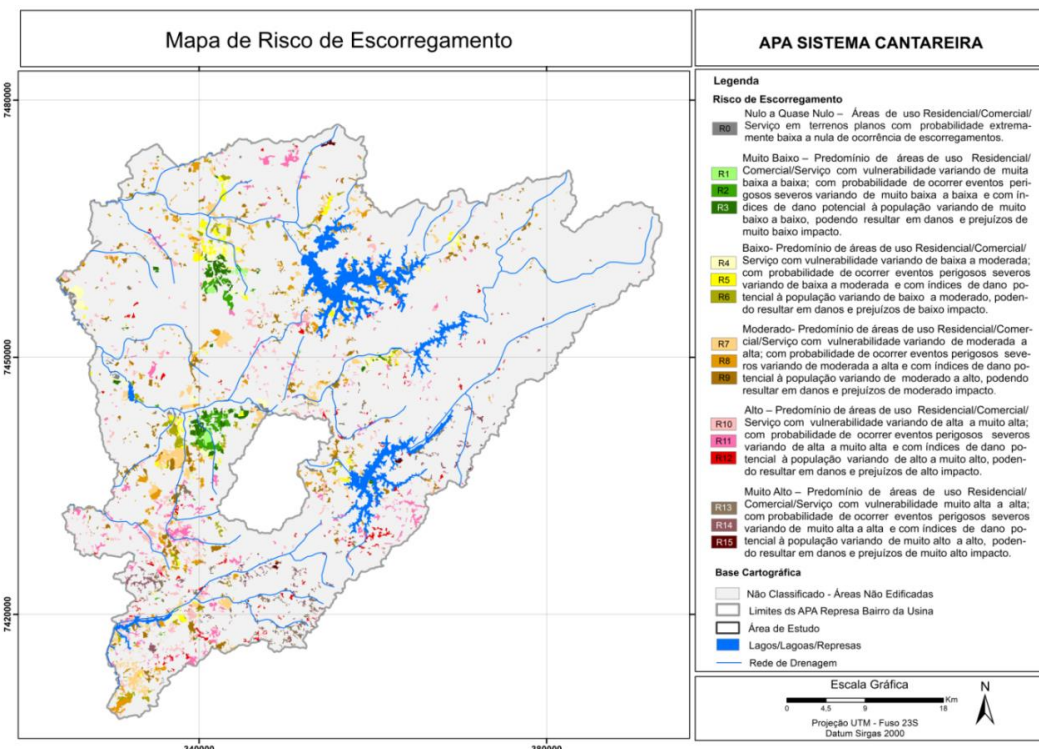 Mapa de Risco de Escorregamento
APA SISTEMA CANTAREIRA
7480000
7450000
7420000
340000
380000
Legenda
Risco de Escorregamento
R0
Nulo a Quase Nulo – Áreas de uso Residencial/Comercial/
Serviço em terrenos planos com probabilidade extrema-
mente baixa a nula de ocorrência de escorregamentos.
R1
R2
R3
Muito Baixo – Predomínio de áreas de uso Residencial/
Comercial/Serviço com vulnerabilidade variando de muita
baixa a baixa; com probabilidade de ocorrer eventos peri-
gosos severos variando de muito baixa a baixa e com ín-
dices de dano potencial à população variando de muito
baixo a baixo, podendo resultar em danos e prejuízos de
muito baixo impacto.
R4
R5
R6
Baixo- Predomínio de áreas de uso Residencial/Comercial/
Serviço com vulnerabilidade variando de baixa a moderada;
com probabilidade de ocorrer eventos perigosos severos
variando de baixa a moderada e com índices de dano po-
tencial à população variando de baixo a moderado, poden-
do resultar em danos e prejuízos de baixo impacto.
R7
R8
R9
Moderado- Predomínio de áreas de uso Residencial/Comer-
cial/Serviço com vulnerabilidade variando de moderada a
alta; com probabilidade de ocorrer eventos perigosos seve-
ros variando de moderada a alta e com índices de dano po-
tencial à população variando de moderado a alto, podendo
resultar em danos e prejuízos de moderado impacto.
R10
R11
R12
Alto – Predomínio de áreas de uso Residencial/Comercial/
Serviço com vulnerabilidade variando de alta a muito alta;
com probabilidade de ocorrer eventos perigosos severos
variando de alta a muito alta e com índices de dano po-
tencial à população variando de alto a muito alto, poden-
do resultar em danos e prejuízos de alto impacto.
R13
R14
R15
Muito Alto – Predomínio de áreas de uso Residencial/
Comercial/Serviço com vulnerabilidade muito alta a alta;
com probabilidade de ocorrer eventos perigosos severos
variando de muito alta a alta e com índices de dano po-
tencial à população variando de muito alto a alto, poden-
do resultar em danos e prejuízos de muito alto impacto.
Base Cartográfica
Não Classificado - Áreas Não Edificadas
Limites ds APA Represa Bairro da Usina
Área de Estudo
Lagos/Lagoas/Represas
Rede de Drenagem
Escala Gráfica
0 4,5 9 18 Km
N
Projeção UTM - Fuso 23S
Datum Sirgas 2000